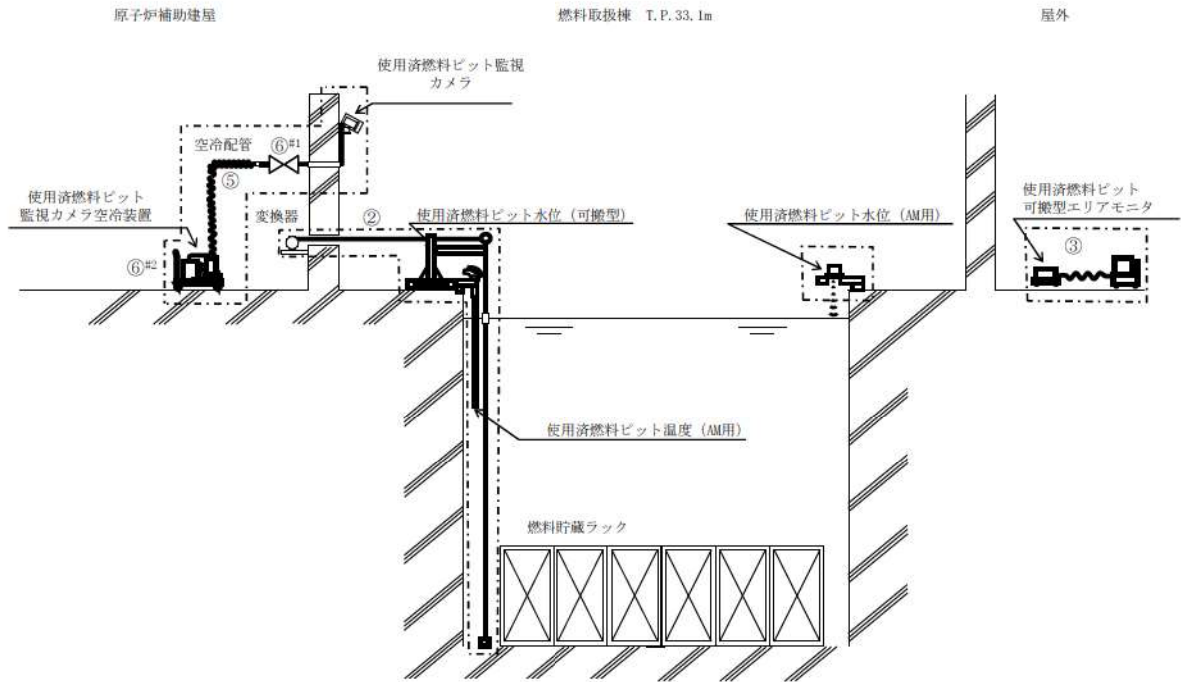 原子炉補助建屋
燃料取扱棟 T.P.33.1m
屋外
使用済燃料ピット監視
カメラ
空冷配管
⑥#1
⑤
使用済燃料ピット
監視カメラ空冷装置
⑥#2
変換器
②
使用済燃料ピット水位(可搬型)
使用済燃料ピット水位(AM用)
使用済燃料ピット
可搬型エリアモニタ
③
使用済燃料ピット温度(AM用)
燃料貯蔵ラック